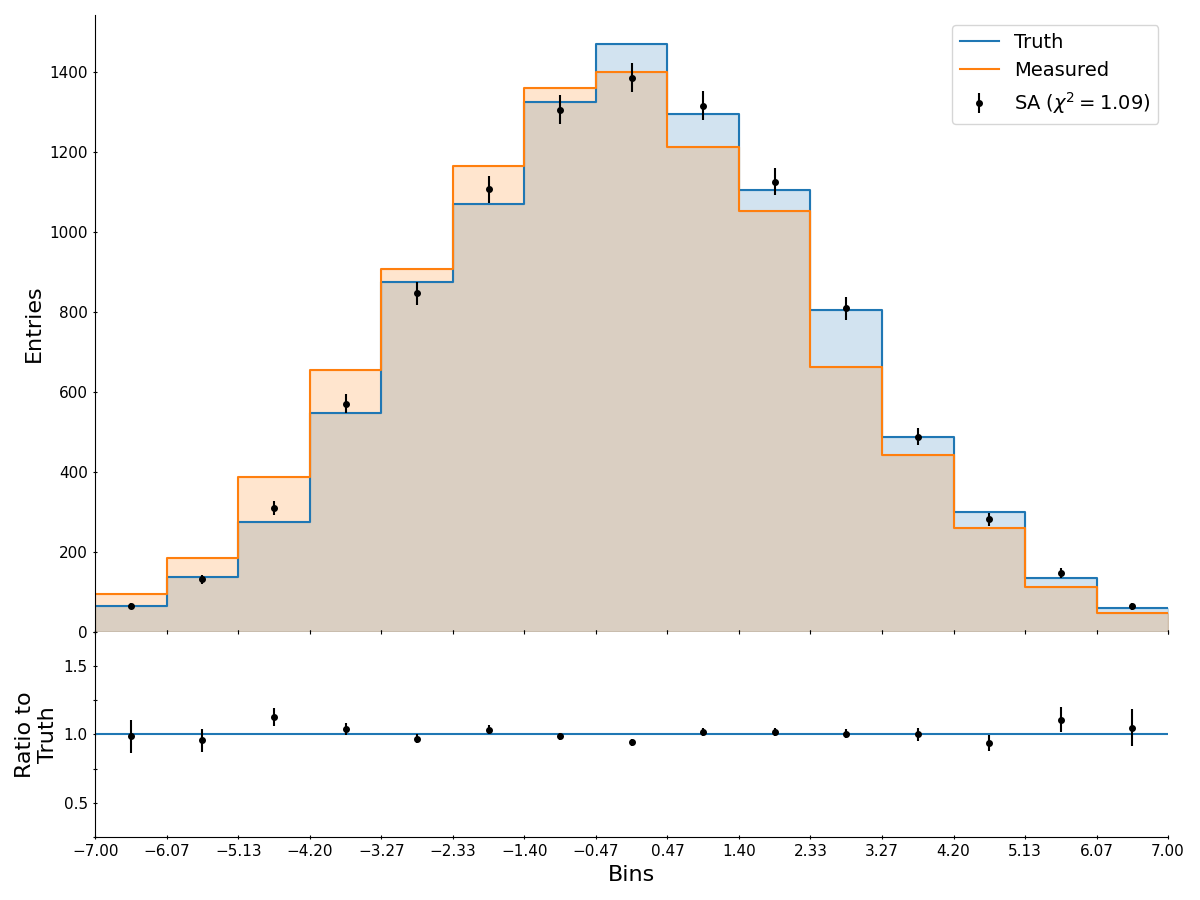 Truth
Measured
SA (χ² = 1.09)
1400
1200
1000
800
600
400
200
0
Entries
1.5
1.0
0.5
Ratio to
Truth
−7.00 −6.07 −5.13 −4.20 −3.27 −2.33 −1.40 −0.47 0.47 1.40 2.33 3.27 4.20 5.13 6.07 7.00
Bins